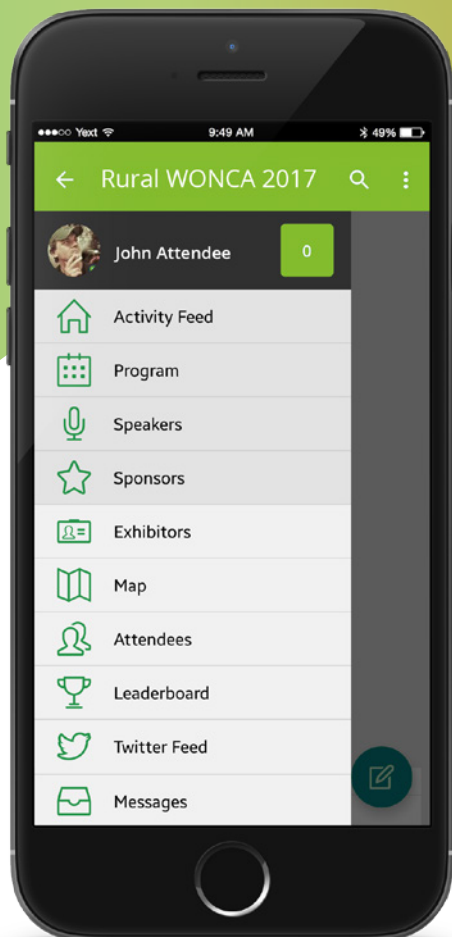 Yext 9:49 AM 49%
Rural WONCA 2017
John Attendee 0
Activity Feed
Program
Speakers
Sponsors
Exhibitors
Map
Attendees
Leaderboard
Twitter Feed
Messages